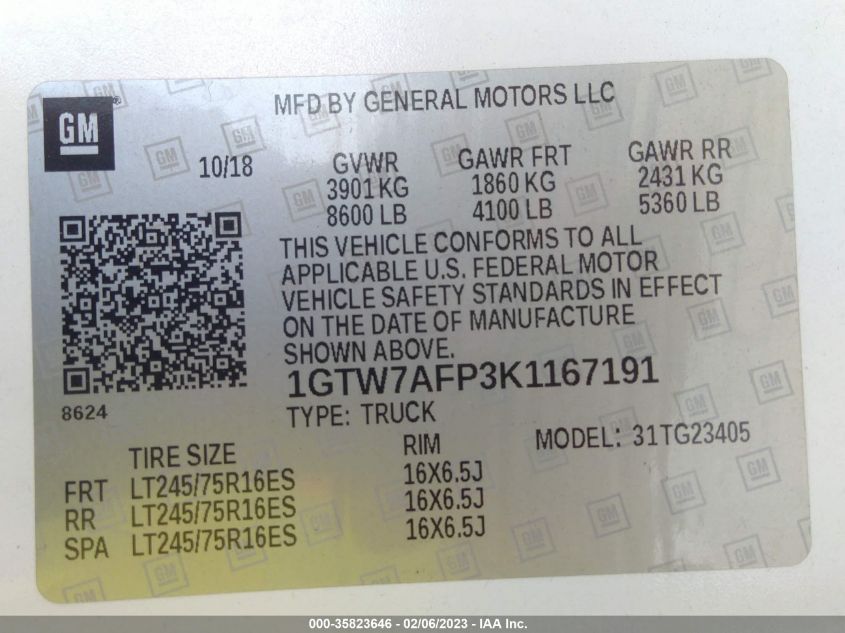 GM®
MFD BY GENERAL MOTORS LLC
10/18
GVWR GAWR FRT GAWR RR
3901 KG 1860 KG 2431 KG
8600 LB 4100 LB 5360 LB
THIS VEHICLE CONFORMS TO ALL
APPLICABLE U.S. FEDERAL MOTOR
VEHICLE SAFETY STANDARDS IN EFFECT
ON THE DATE OF MANUFACTURE
SHOWN ABOVE.
1GTW7AFP3K1167191
8624
TYPE: TRUCK
MODEL: 31TG23405
TIRE SIZE RIM
FRT LT245/75R16ES 16X6.5J
RR LT245/75R16ES 16X6.5J
SPA LT245/75R16ES 16X6.5J
000-35823646 - 02/06/2023 - IAA Inc.